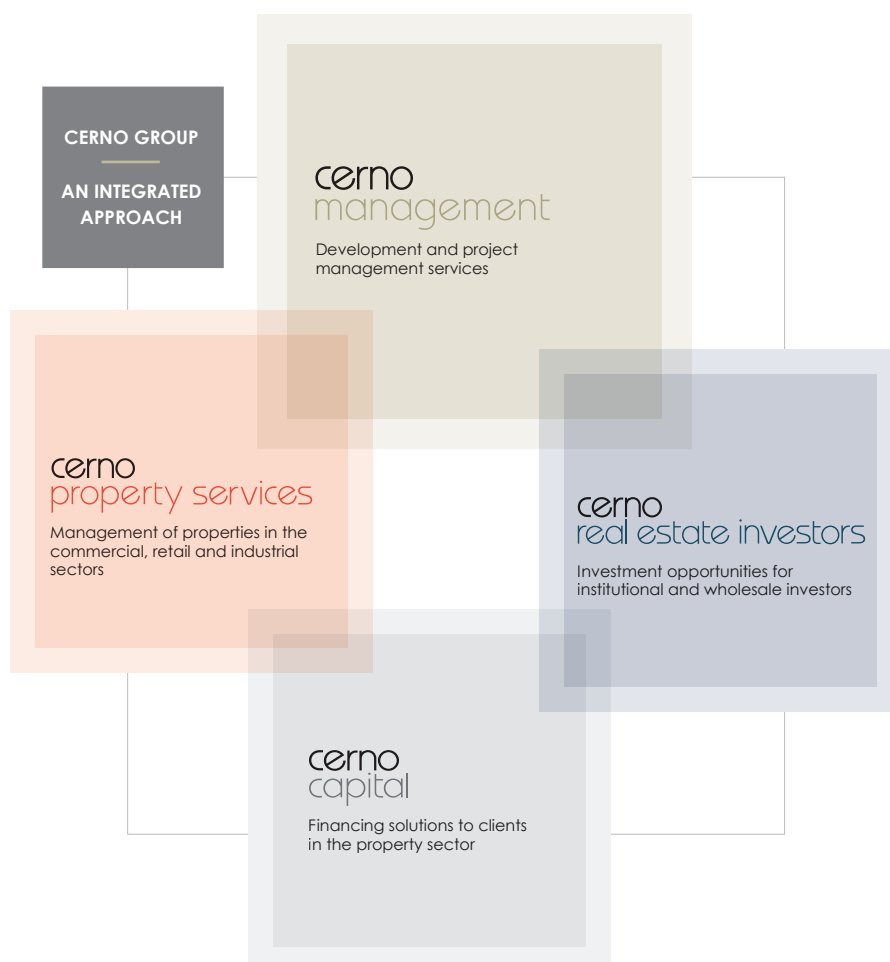 CERNO GROUP
AN INTEGRATED
APPROACH
cerno
management
Development and project
management services
cerno
property services
Management of properties in the
commercial, retail and industrial
sectors
cerno
real estate investors
Investment opportunities for
institutional and wholesale investors
cerno
capital
Financing solutions to clients
in the property sector